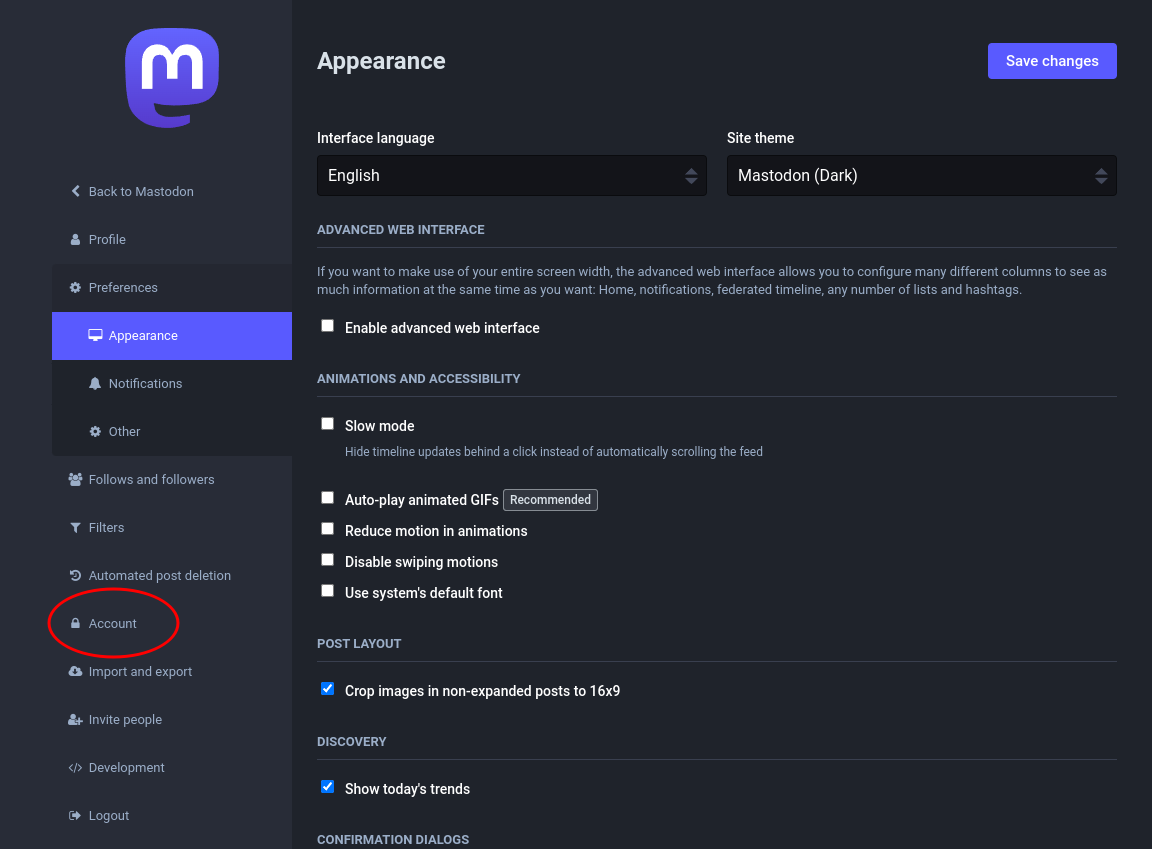 Back to Mastodon
Profile
Preferences
Appearance
Notifications
Other
Follows and followers
Filters
Automated post deletion
Account
Import and export
Invite people
Development
Logout
Appearance
Save changes
Interface language
Site theme
English
Mastodon (Dark)
ADVANCED WEB INTERFACE
If you want to make use of your entire screen width, the advanced web interface allows you to configure many different columns to see as
much information at the same time as you want: Home, notifications, federated timeline, any number of lists and hashtags.
Enable advanced web interface
ANIMATIONS AND ACCESSIBILITY
Slow mode
Hide timeline updates behind a click instead of automatically scrolling the feed
Auto-play animated GIFs Recommended
Reduce motion in animations
Disable swiping motions
Use system's default font
POST LAYOUT
Crop images in non-expanded posts to 16x9
DISCOVERY
Show today's trends
CONFIRMATION DIALOGS